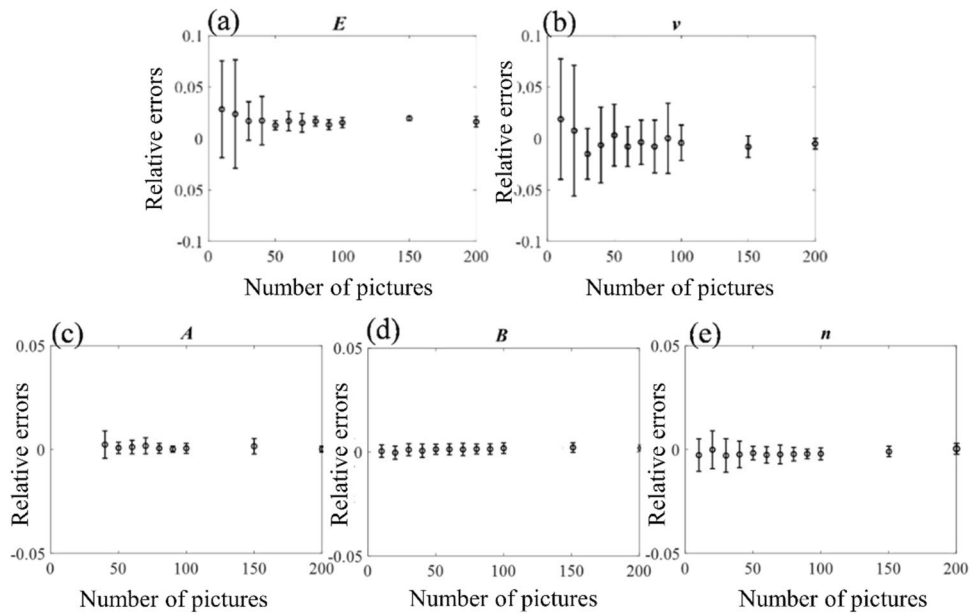 (a) E
0.1
0.05
0
0.05
-0.1
0 50 100 150 200
Relative errors
Number of pictures
(b) v
0.1
0.05
0
0.05
-0.1
0 50 100 150 200
Relative errors
Number of pictures
(c) A
0.05
0
-0.05
0 50 100 150 200
Relative errors
Number of pictures
(d) B
0.05
0
-0.05
0 50 100 150 200
Relative errors
Number of pictures
(e) n
0.05
0
-0.05
0 50 100 150 200
Relative errors
Number of pictures